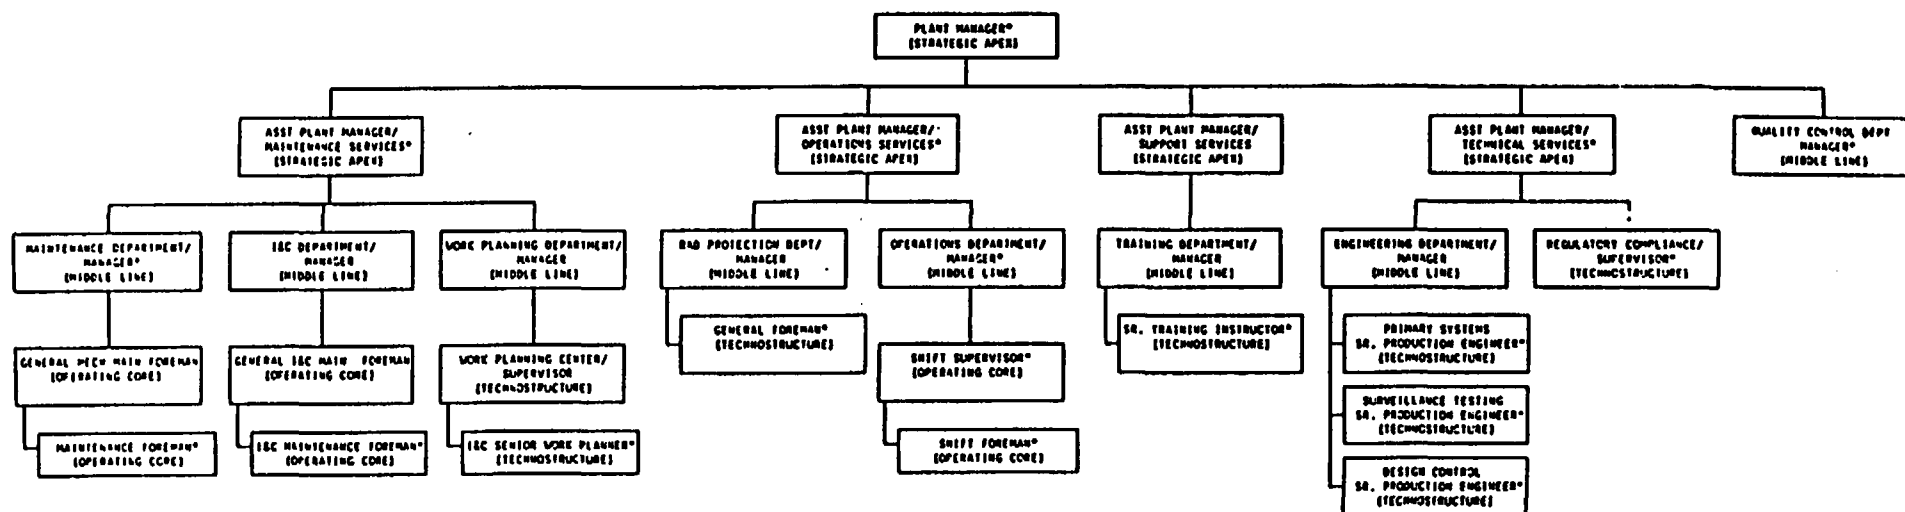 PLANT MANAGER*
(STRATEGIC APEX)
ASST PLANT MANAGER/
MAINTENANCE SERVICES*
(STRATEGIC APEX)
ASST PLANT MANAGER/
OPERATIONS SERVICES*
(STRATEGIC APEX)
ASST PLANT MANAGER/
SUPPORT SERVICES
(STRATEGIC APEX)
ASST PLANT MANAGER/
TECHNICAL SERVICES*
(STRATEGIC APEX)
QUALITY CONTROL DEPT
MANAGER*
(MIDDLE LINE)
MAINTENANCE DEPARTMENT/
MANAGER*
(MIDDLE LINE)
I&C DEPARTMENT/
MANAGER
(MIDDLE LINE)
WORK PLANNING DEPARTMENT/
MANAGER
(MIDDLE LINE)
RAD PROTECTION DEPT/
MANAGER
(MIDDLE LINE)
OPERATIONS DEPARTMENT/
MANAGER*
(MIDDLE LINE)
TRAINING DEPARTMENT/
MANAGER
(MIDDLE LINE)
ENGINEERING DEPARTMENT/
MANAGER
(MIDDLE LINE)
REGULATORY COMPLIANCE/
SUPERVISOR*
(TECHNOSTRUCTURE)
GENERAL MECH MAIN FOREMAN
(OPERATING CORE)
GENERAL I&C MAIN. FOREMAN
(OPERATING CORE)
WORK PLANNING CENTER/
SUPERVISOR
(TECHNOSTRUCTURE)
GENERAL FOREMAN*
(TECHNOSTRUCTURE)
SHIFT SUPERVISOR*
(OPERATING CORE)
SR. TRAINING INSTRUCTOR*
(TECHNOSTRUCTURE)
PRIMARY SYSTEMS
SR. PRODUCTION ENGINEER*
(TECHNOSTRUCTURE)
MAINTENANCE FOREMAN*
(OPERATING CORE)
I&C MAINTENANCE FOREMAN*
(OPERATING CORE)
I&C SENIOR WORK PLANNER*
(TECHNOSTRUCTURE)
SHIFT FOREMAN*
(OPERATING CORE)
SURVEILLANCE TESTING
SR. PRODUCTION ENGINEER*
(TECHNOSTRUCTURE)
DESIGN CONTROL
SR. PRODUCTION ENGINEER*
(TECHNOSTRUCTURE)